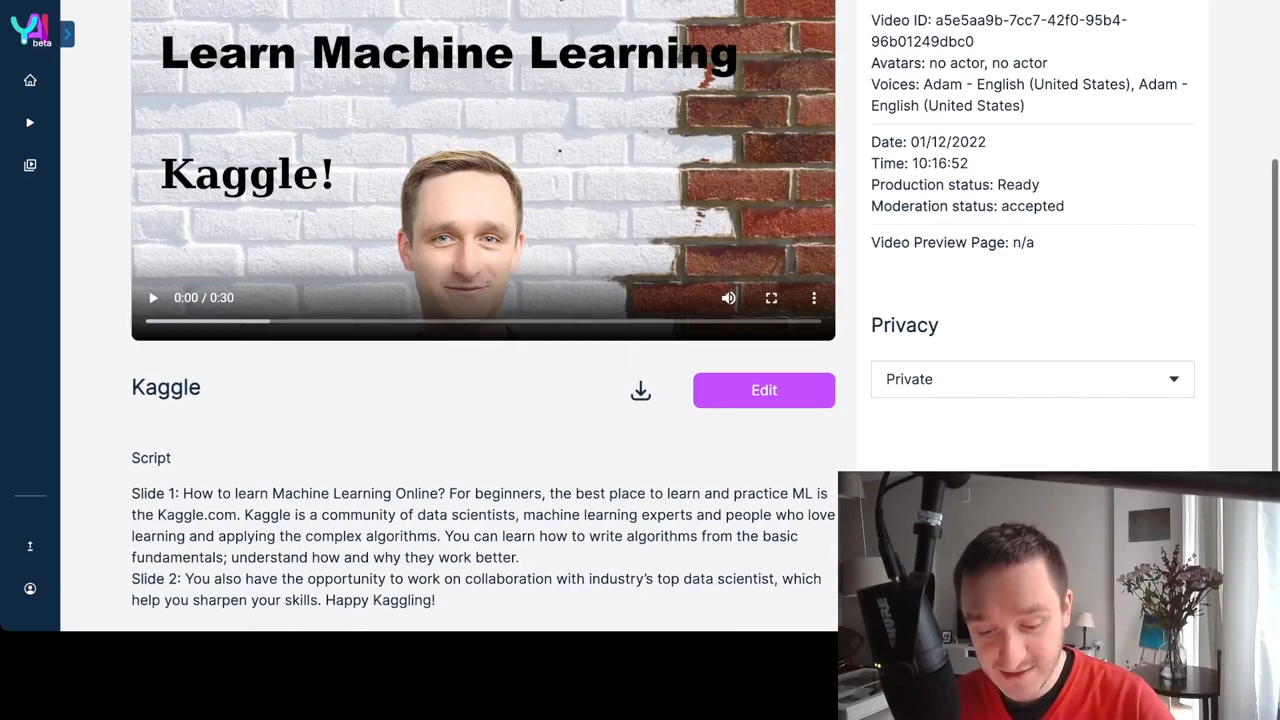 YAI
beta
Learn Machine Learning
Kaggle!
0:00 / 0:30
Kaggle
Edit
Script
Slide 1: How to learn Machine Learning Online? For beginners, the best place to learn and practice ML is
the Kaggle.com. Kaggle is a community of data scientists, machine learning experts and people who love
learning and applying the complex algorithms. You can learn how to write algorithms from the basic
fundamentals; understand how and why they work better.
Slide 2: You also have the opportunity to work on collaboration with industry’s top data scientist, which
help you sharpen your skills. Happy Kaggling!
Video ID: a5e5aa9b-7cc7-42f0-95b4-
96b01249dbc0
Avatars: no actor, no actor
Voices: Adam - English (United States), Adam -
English (United States)
Date: 01/12/2022
Time: 10:16:52
Production status: Ready
Moderation status: accepted
Video Preview Page: n/a
Privacy
Private
SHURE